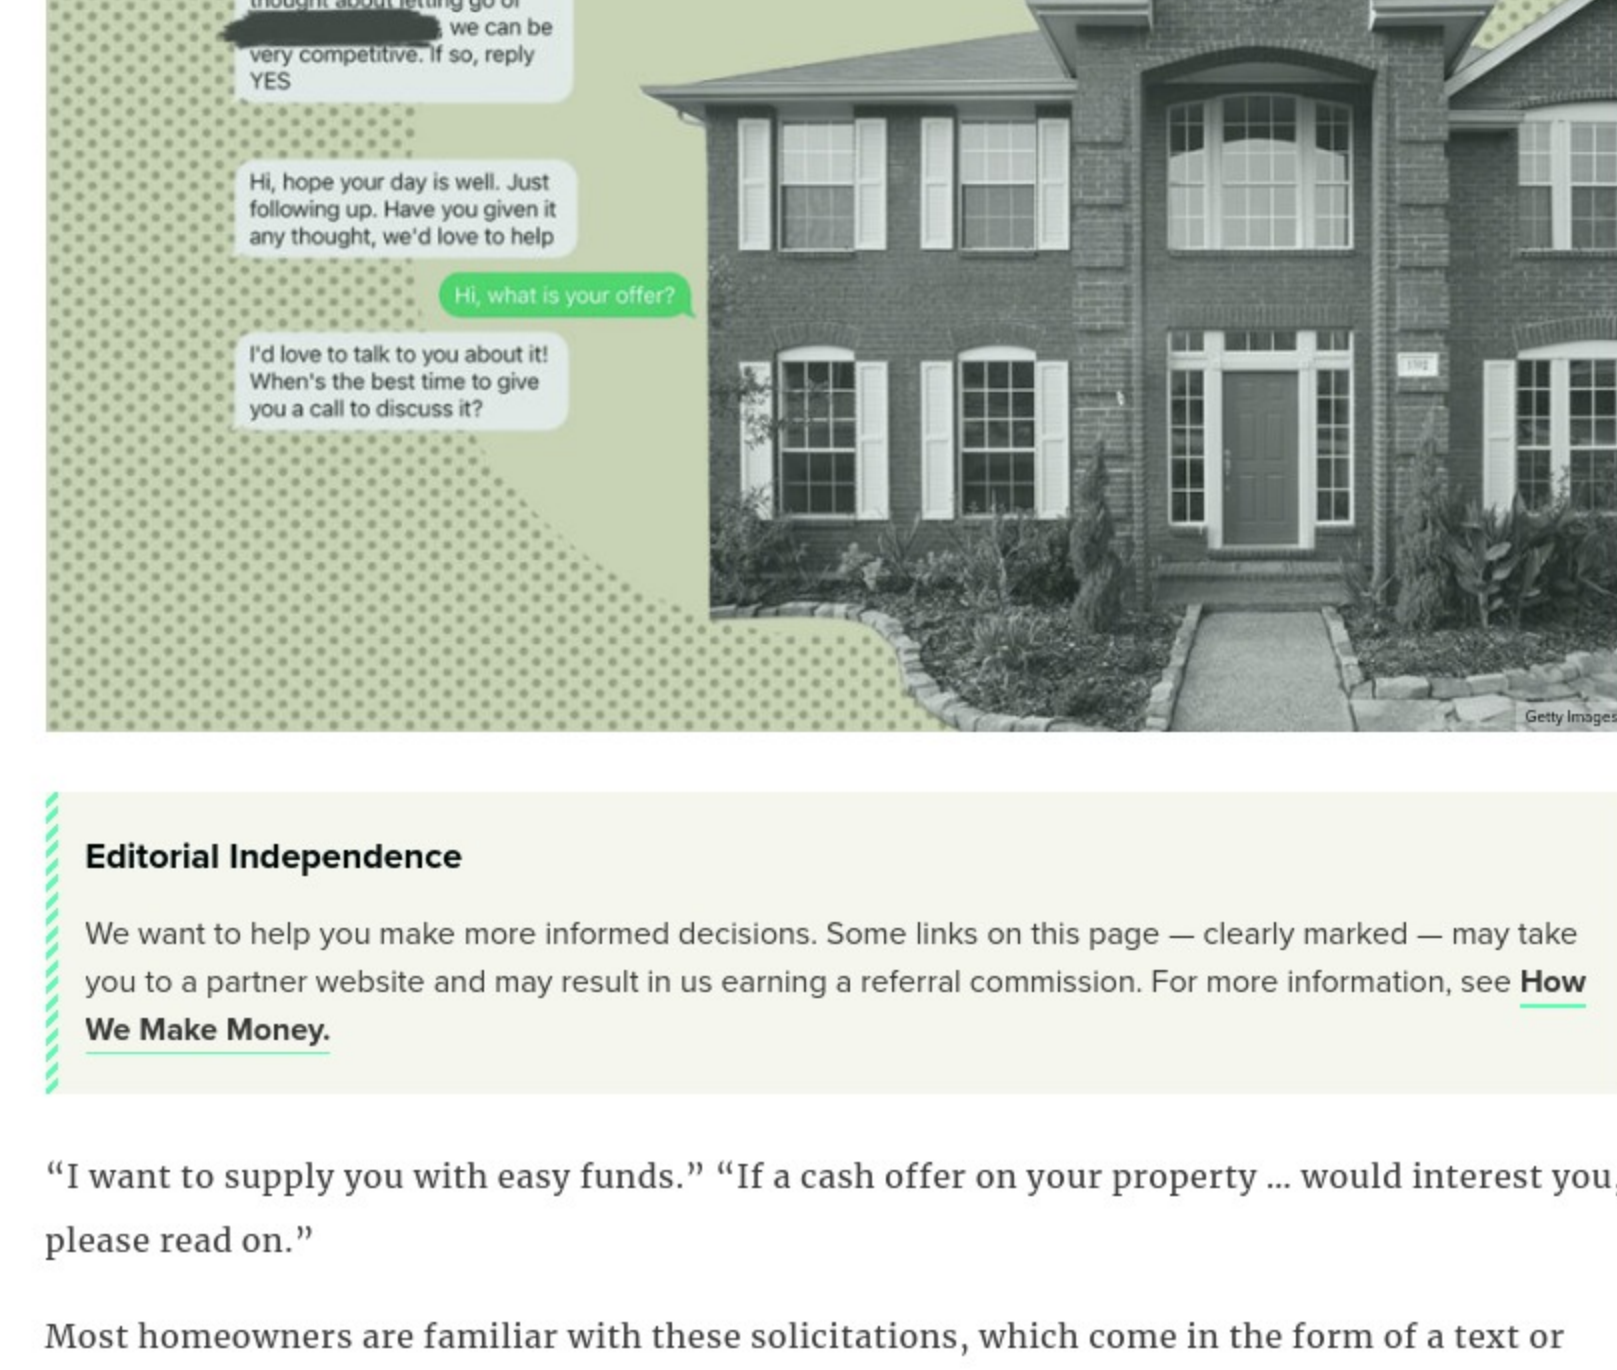 thought about letting go of
we can be
very competitive. If so, reply
YES
Hi, hope your day is well. Just
following up. Have you given it
any thought, we'd love to help
Hi, what is your offer?
I'd love to talk to you about it!
When's the best time to give
you a call to discuss it?
Getty Images
Editorial Independence
We want to help you make more informed decisions. Some links on this page — clearly marked — may take
you to a partner website and may result in us earning a referral commission. For more information, see How
We Make Money.
“I want to supply you with easy funds.” “If a cash offer on your property ... would interest you,
please read on.”
Most homeowners are familiar with these solicitations, which come in the form of a text or